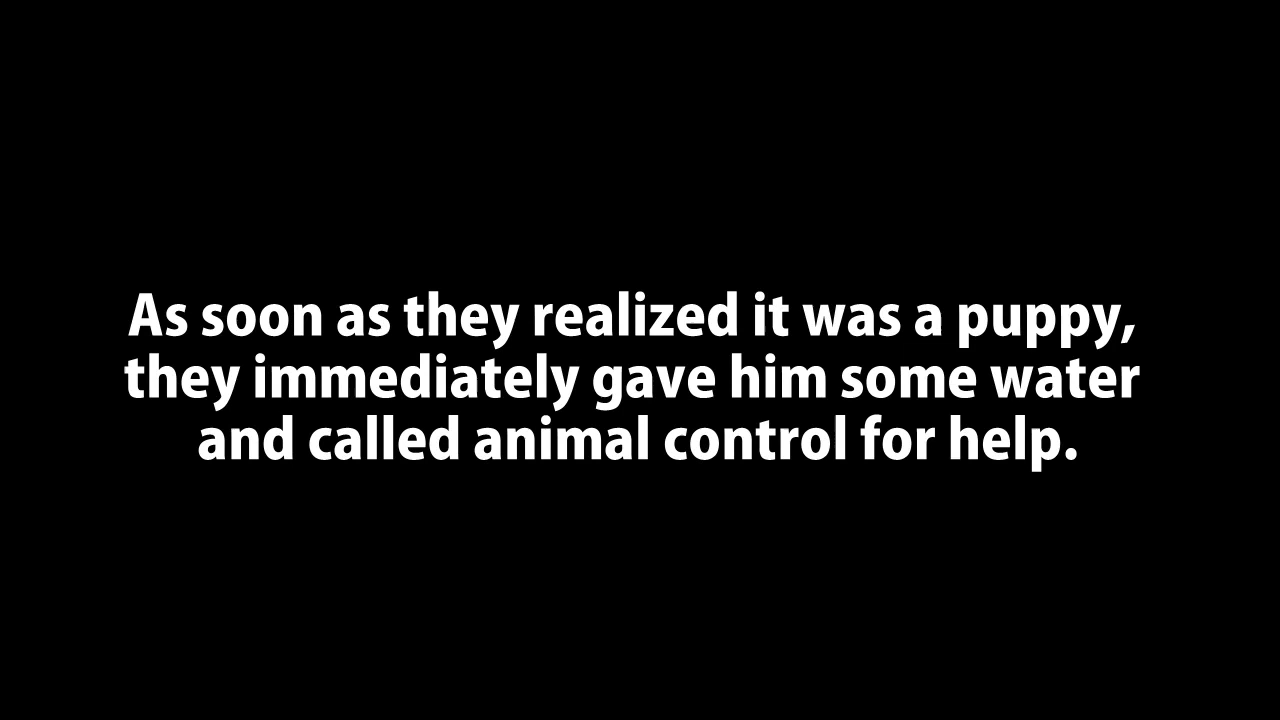 As soon as they realized it was a puppy,
they immediately gave him some water
and called animal control for help.